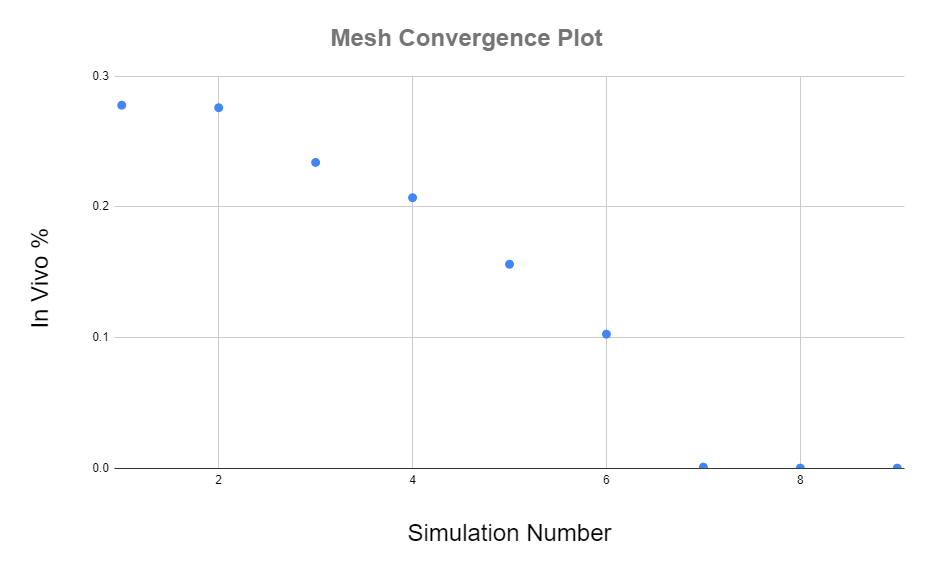 Mesh Convergence Plot
0.3
0.2
0.1
0.0
In Vivo %
2 4 6 8
Simulation Number